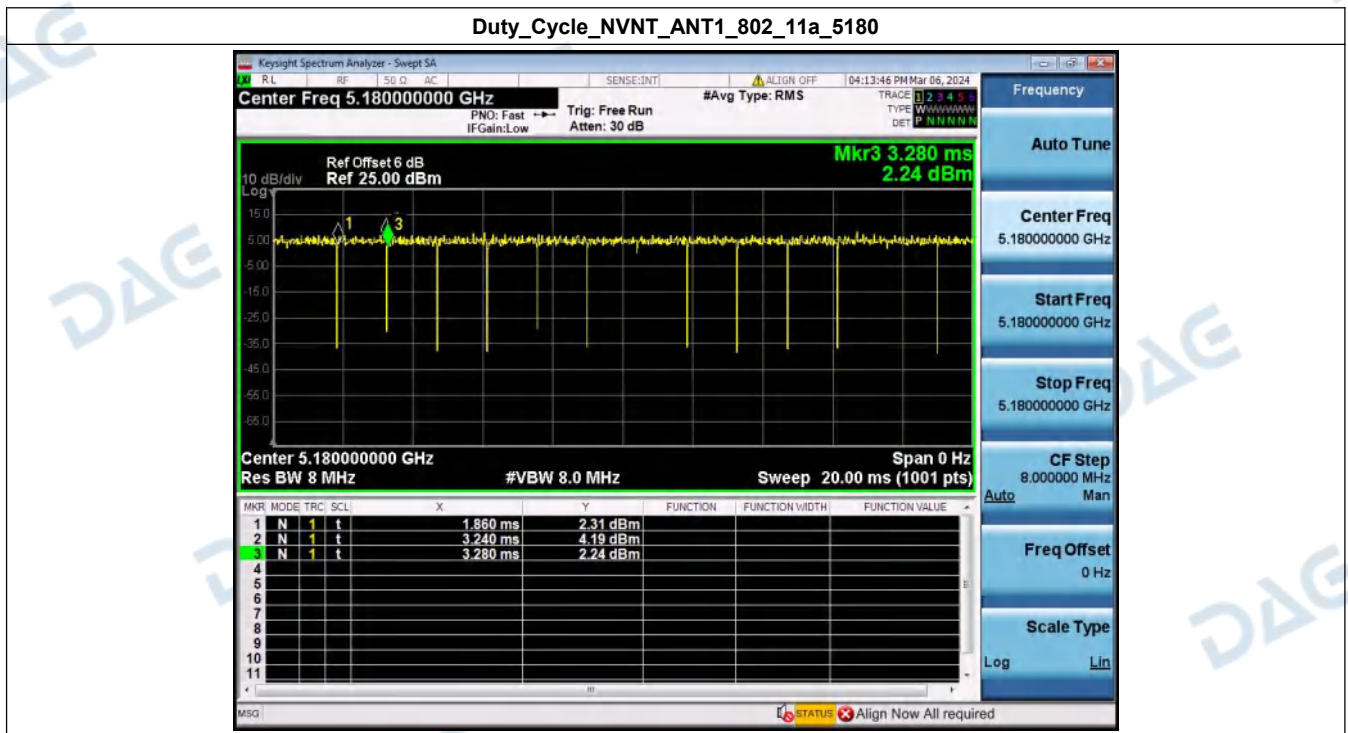 Duty_Cycle_NVNT_ANT1_802_11a_5180
Keysight Spectrum Analyzer - Swept SA
LXI RL RF 50 Ω AC SENSE:INT ALIGN OFF 04:13:46 PM Mar 06, 2024
Center Freq 5.180000000 GHz
PNO: Fast
IFGain:Low
Trig: Free Run
Atten: 30 dB
#Avg Type: RMS
TRACE 1 2 3 4 5 6
TYPE WWWWWW
DET P N N N N N
Frequency
Auto Tune
Center Freq
5.180000000 GHz
Start Freq
5.180000000 GHz
Stop Freq
5.180000000 GHz
CF Step
8.000000 MHz
Auto Man
Freq Offset
0 Hz
Scale Type
Log Lin
Mkr3 3.280 ms
2.24 dBm
Ref Offset 6 dB
10 dB/div Ref 25.00 dBm
Log
15.0
5.00
-5.00
-15.0
-25.0
-35.0
-45.0
-55.0
-65.0
1
3
Center 5.180000000 GHz Span 0 Hz
Res BW 8 MHz #VBW 8.0 MHz Sweep 20.00 ms (1001 pts)
MKR MODE TRC SCL X Y FUNCTION FUNCTION WIDTH FUNCTION VALUE
1 N 1 t 1.860 ms 2.31 dBm
2 N 1 t 3.240 ms 4.19 dBm
3 N 1 t 3.280 ms 2.24 dBm
4
5
6
7
8
9
10
11
MSG STATUS Align Now All required
DAG
DAG
DAG